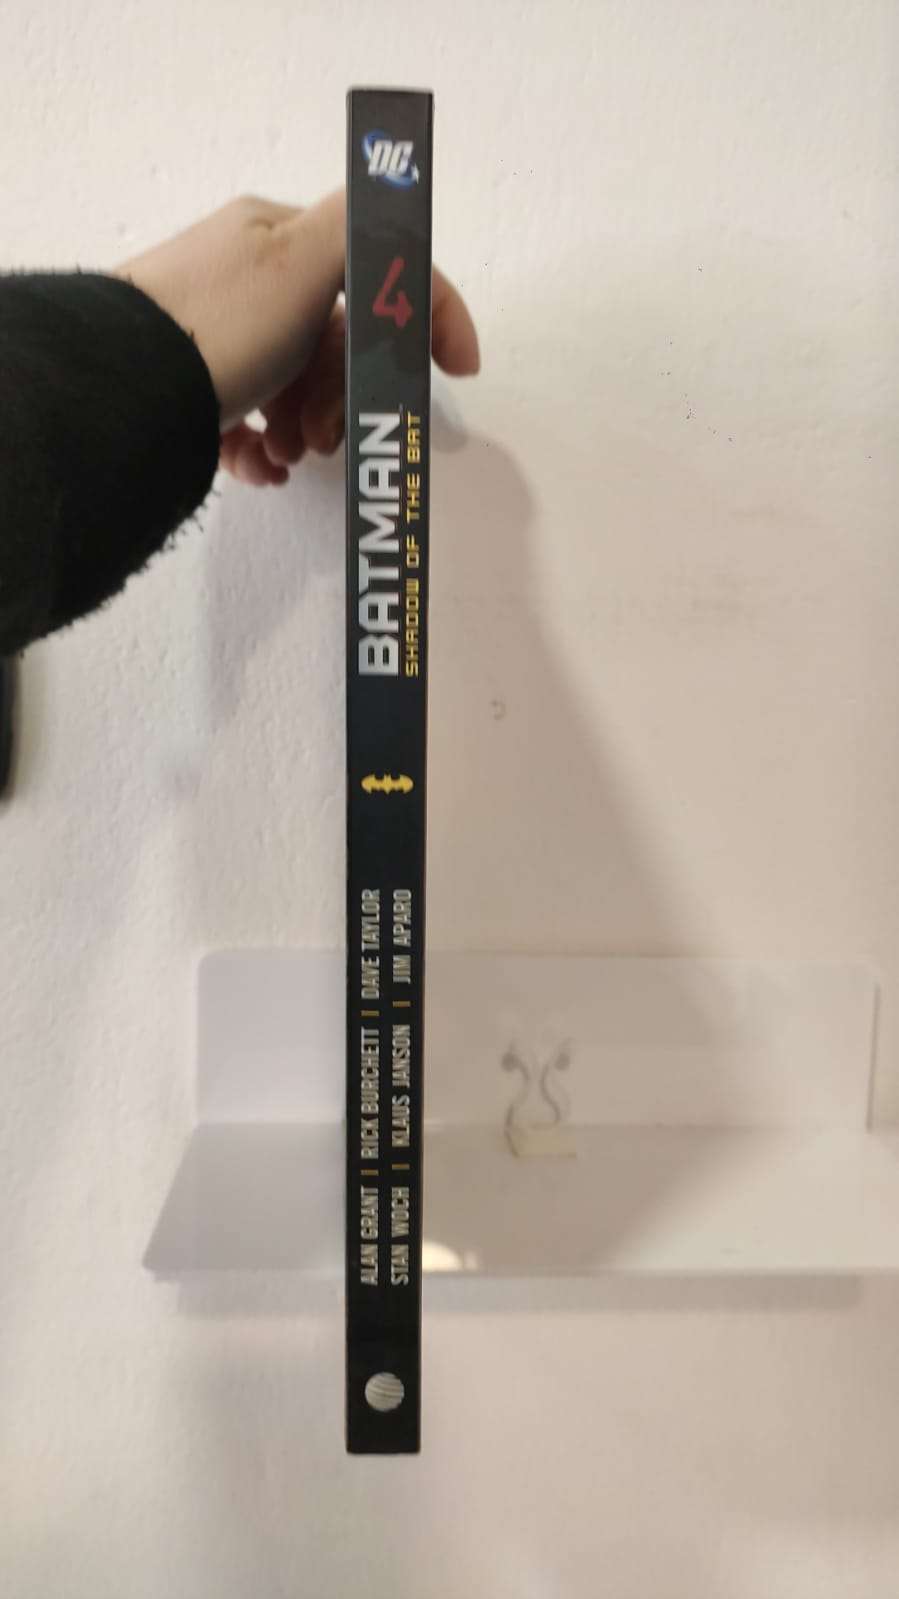 DC
4
BATMAN
SHADOW OF THE BAT
ALAN GRANT | RICK BURCHETT | DAVE TAYLOR
STAN WOCH | KLAUS JANSON | JIM APARO